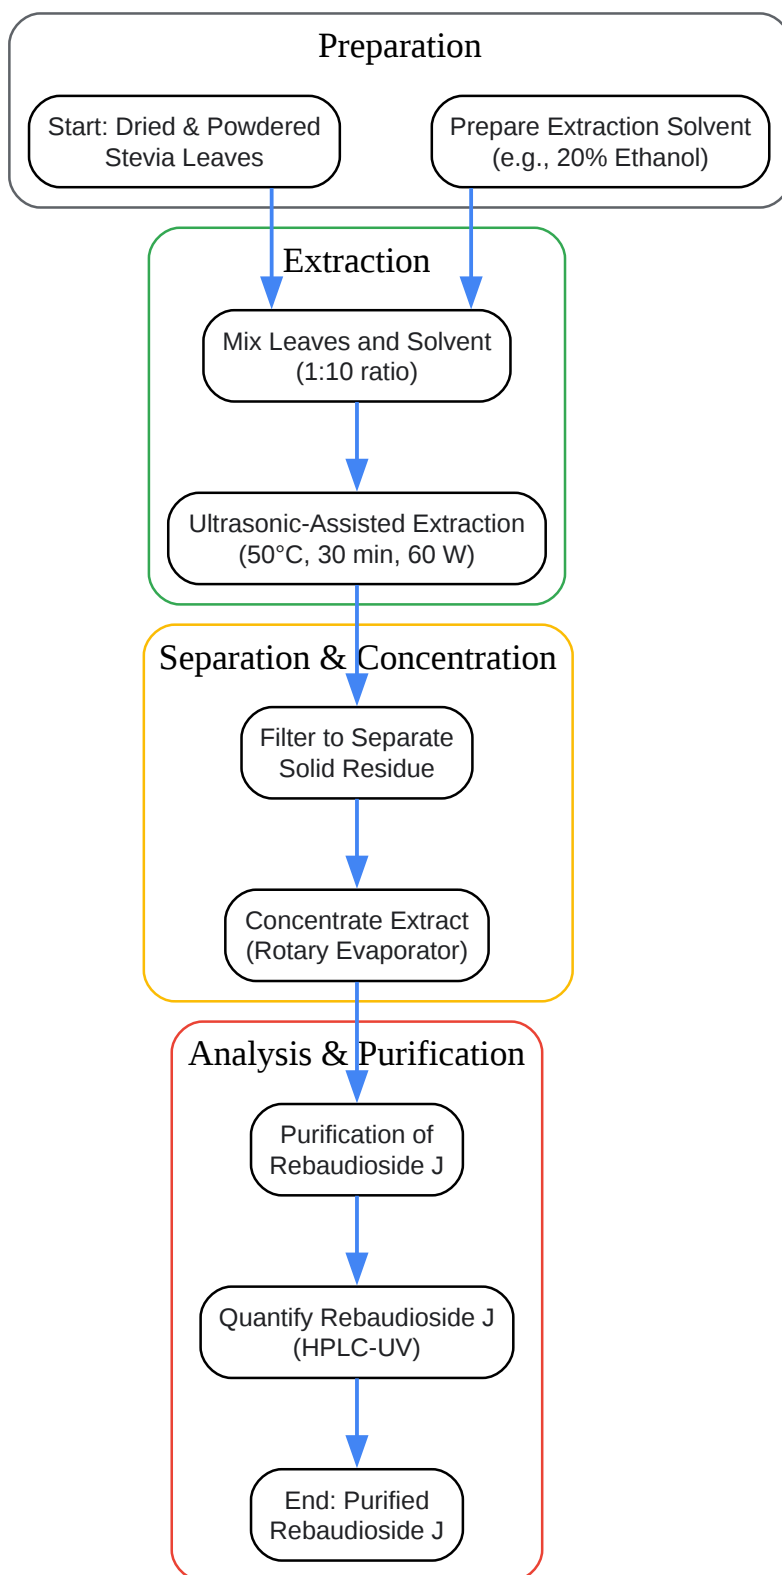 Preparation
Start: Dried & Powdered
Stevia Leaves
Prepare Extraction Solvent
(e.g., 20% Ethanol)
Extraction
Mix Leaves and Solvent
(1:10 ratio)
Ultrasonic-Assisted Extraction
(50°C, 30 min, 60 W)
Separation & Concentration
Filter to Separate
Solid Residue
Concentrate Extract
(Rotary Evaporator)
Analysis & Purification
Purification of
Rebaudioside J
Quantify Rebaudioside J
(HPLC-UV)
End: Purified
Rebaudioside J